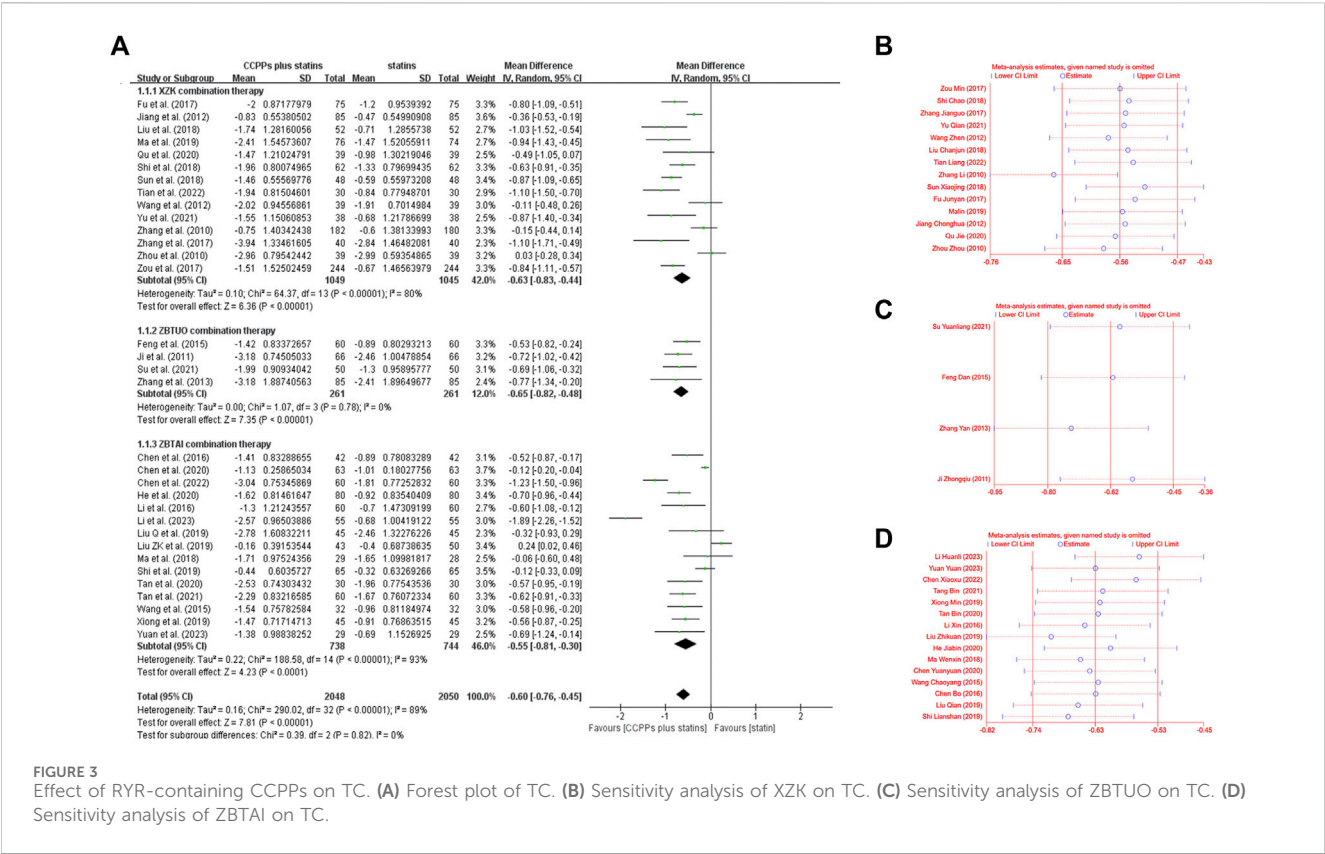 A
CCPPs plus statins statins Mean Difference Mean Difference
Study or Subgroup Mean SD Total Mean SD Total Weight IV, Random, 95% CI IV, Random, 95% CI
1.1.1 XZK combination therapy
Fu et al. (2017) -2 0.87177979 75 -1.2 0.9539392 75 3.3% -0.80 [-1.09, -0.51]
Jiang et al. (2012) -0.83 0.55380502 85 -0.47 0.54990908 85 3.6% -0.36 [-0.53, -0.19]
Liu et al. (2018) -1.74 1.28160056 52 -0.71 1.2855738 52 2.6% -1.03 [-1.52, -0.54]
Ma et al. (2019) -2.41 1.54573607 76 -1.47 1.52055911 74 2.6% -0.94 [-1.43, -0.45]
Qu et al. (2020) -1.47 1.21024791 39 -0.98 1.30219046 39 2.4% -0.49 [-1.05, 0.07]
Shi et al. (2018) -1.96 0.80074965 62 -1.33 0.79699435 62 3.3% -0.63 [-0.91, -0.35]
Sun et al. (2018) -1.46 0.55569776 48 -0.59 0.55973208 48 3.5% -0.87 [-1.09, -0.65]
Tian et al. (2022) -1.94 0.81504601 30 -0.84 0.77948701 30 2.9% -1.10 [-1.50, -0.70]
Wang et al. (2012) -2.02 0.94556861 39 -1.91 0.7014984 39 3.0% -0.11 [-0.48, 0.26]
Yu et al. (2021) -1.55 1.15060853 38 -0.68 1.21786699 38 2.5% -0.87 [-1.40, -0.34]
Zhang et al. (2010) -0.75 1.40342438 182 -0.6 1.38133993 180 3.3% -0.15 [-0.44, 0.14]
Zhang et al. (2017) -3.94 1.33461605 40 -2.84 1.46482081 40 2.3% -1.10 [-1.71, -0.49]
Zhou et al. (2010) -2.96 0.79542442 39 -2.99 0.59354865 39 3.2% 0.03 [-0.28, 0.34]
Zou et al. (2017) -1.51 1.52502459 244 -0.67 1.46563979 244 3.3% -0.84 [-1.11, -0.57]
Subtotal (95% CI) 1049 1045 42.0% -0.63 [-0.83, -0.44]
Heterogeneity: Tau² = 0.10; Chi² = 64.37, df = 13 (P < 0.00001); I² = 80%
Test for overall effect: Z = 6.36 (P < 0.00001)
1.1.2 ZBTUO combination therapy
Feng et al. (2015) -1.42 0.83372657 60 -0.89 0.80293213 60 3.3% -0.53 [-0.82, -0.24]
Ji et al. (2011) -3.18 0.74505033 66 -2.46 1.00478854 66 3.2% -0.72 [-1.02, -0.42]
Su et al. (2021) -1.99 0.90934042 50 -1.3 0.95895777 50 3.0% -0.69 [-1.06, -0.32]
Zhang et al. (2013) -3.18 1.88740563 85 -2.41 1.89649677 85 2.4% -0.77 [-1.34, -0.20]
Subtotal (95% CI) 261 261 12.0% -0.65 [-0.82, -0.48]
Heterogeneity: Tau² = 0.00; Chi² = 1.07, df = 3 (P = 0.78); I² = 0%
Test for overall effect: Z = 7.35 (P < 0.00001)
1.1.3 ZBTAI combination therapy
Chen et al. (2016) -1.41 0.83288655 42 -0.89 0.78083289 42 3.1% -0.52 [-0.87, -0.17]
Chen et al. (2020) -1.13 0.25865034 63 -1.01 0.18027756 63 3.7% -0.12 [-0.20, -0.04]
Chen et al. (2022) -3.04 0.75345869 60 -1.81 0.77252832 60 3.3% -1.23 [-1.50, -0.96]
He et al. (2020) -1.62 0.81461647 80 -0.92 0.83540409 80 3.4% -0.70 [-0.96, -0.44]
Li et al. (2016) -1.3 1.21243557 60 -0.7 1.47309199 60 2.6% -0.60 [-1.08, -0.12]
Li et al. (2023) -2.57 0.96503886 55 -0.68 1.00419122 55 3.0% -1.89 [-2.26, -1.52]
Liu Q et al. (2019) -2.78 1.60832211 45 -2.46 1.32276226 45 2.2% -0.32 [-0.93, 0.29]
Liu ZK et al. (2019) -0.16 0.39153544 43 -0.4 0.68738635 50 3.5% 0.24 [0.02, 0.46]
Ma et al. (2018) -1.71 0.97524356 28 -1.65 1.09981817 28 2.5% -0.06 [-0.60, 0.48]
Shi et al. (2019) -0.44 0.6035727 65 -0.32 0.63269266 65 3.5% -0.12 [-0.33, 0.09]
Tan et al. (2020) -2.53 0.74303432 30 -1.96 0.77543536 30 3.0% -0.57 [-0.95, -0.19]
Tan et al. (2021) -2.29 0.83216585 60 -1.67 0.76072334 60 3.3% -0.62 [-0.91, -0.33]
Wang et al. (2015) -1.54 0.75782584 32 -0.96 0.81184974 32 3.0% -0.58 [-0.96, -0.20]
Xiong et al. (2019) -1.47 0.71714713 45 -0.91 0.76863515 45 3.2% -0.56 [-0.87, -0.25]
Yuan et al. (2023) -1.38 0.98838252 29 -0.69 1.1526925 29 2.4% -0.69 [-1.24, -0.14]
Subtotal (95% CI) 738 744 46.0% -0.55 [-0.81, -0.30]
Heterogeneity: Tau² = 0.22; Chi² = 188.58, df = 14 (P < 0.00001); I² = 93%
Test for overall effect: Z = 4.23 (P < 0.0001)
Total (95% CI) 2048 2050 100.0% -0.60 [-0.76, -0.45]
Heterogeneity: Tau² = 0.16; Chi² = 290.02, df = 32 (P < 0.00001); I² = 89%
Test for overall effect: Z = 7.81 (P < 0.00001)
Test for subgroup differences: Chi² = 0.39, df = 2 (P = 0.82), I² = 0%
-2 -1 0 1 2
Favours [CCPPs plus statins] Favours [statin]
B
Meta-analysis estimates, given named study is omitted
Lower CI Limit Estimate Upper CI Limit
Zou Min (2017)
Shi Chao (2018)
Zhang Jianguo (2017)
Yu Qian (2021)
Wang Zhen (2012)
Liu Chanjun (2018)
Tian Liang (2022)
Zhang Li (2010)
Sun Xiaojing (2018)
Fu Junyan (2017)
Malin (2019)
Jiang Chonghua (2012)
Qu Jie (2020)
Zhou Zhou (2010)
-0.76 -0.65 -0.56 -0.47 -0.43
C
Meta-analysis estimates, given named study is omitted
Lower CI Limit Estimate Upper CI Limit
Su Yuanliang (2021)
Feng Dan (2015)
Zhang Yan (2013)
Ji Zhongqiu (2011)
-0.95 -0.80 -0.62 -0.44 -0.36
D
Meta-analysis estimates, given named study is omitted
Lower CI Limit Estimate Upper CI Limit
Li Huanli (2023)
Yuan Yuan (2023)
Chen Xiaoxu (2022)
Tang Bin (2021)
Xiong Min (2019)
Tan Bin (2020)
Li Xin (2016)
Liu Zhikuan (2019)
He Jiabin (2020)
Ma Wenxin (2018)
Chen Yuanyuan (2020)
Wang Chaoyang (2015)
Chen Bo (2016)
Liu Qian (2019)
Shi Lianshan (2019)
-0.82 -0.74 -0.63 -0.53 -0.45
FIGURE 3
Effect of RYR-containing CCPPs on TC. (A) Forest plot of TC. (B) Sensitivity analysis of XZK on TC. (C) Sensitivity analysis of ZBTUO on TC. (D)
Sensitivity analysis of ZBTAI on TC.